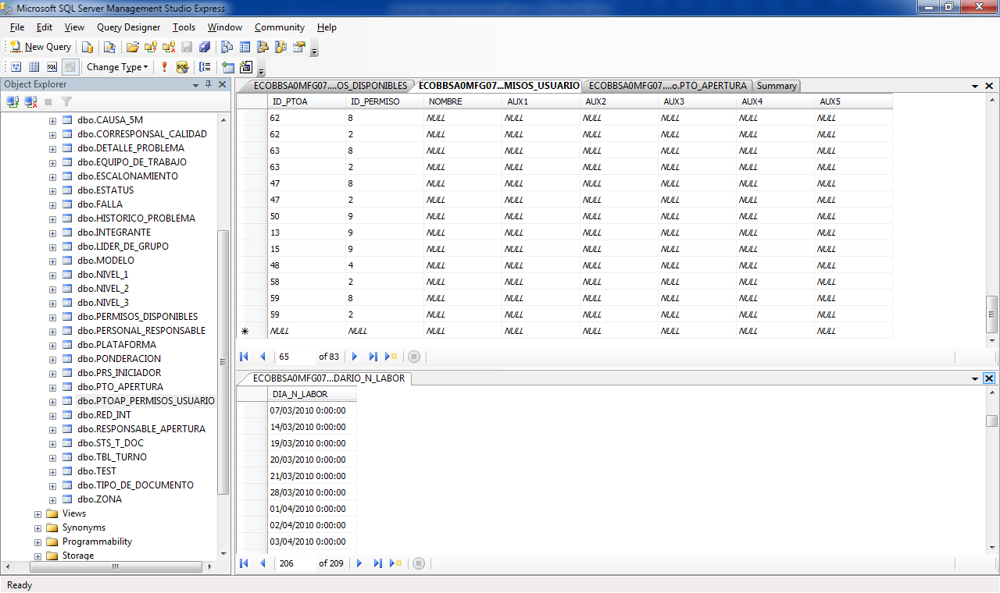 Microsoft SQL Server Management Studio Express
File Edit View Query Designer Tools Window Community Help
New Query
Change Type
Object Explorer
dbo.CAUSA_5M
dbo.CORRESPONSAL_CALIDAD
dbo.DETALLE_PROBLEMA
dbo.EQUIPO_DE_TRABAJO
dbo.ESCALONAMIENTO
dbo.ESTATUS
dbo.FALLA
dbo.HISTORICO_PROBLEMA
dbo.INTEGRANTE
dbo.LIDER_DE_GRUPO
dbo.MODELO
dbo.NIVEL_1
dbo.NIVEL_2
dbo.NIVEL_3
dbo.PERMISOS_DISPONIBLES
dbo.PERSONAL_RESPONSABLE
dbo.PLATAFORMA
dbo.PONDERACION
dbo.PRS_INICIADOR
dbo.PTO_APERTURA
dbo.PTOAP_PERMISOS_USUARIO
dbo.RED_INT
dbo.RESPONSABLE_APERTURA
dbo.STS_T_DOC
dbo.TBL_TURNO
dbo.TEST
dbo.TIPO_DE_DOCUMENTO
dbo.ZONA
Views
Synonyms
Programmability
Storage
ECOBBSA0MFG07....OS_DISPONIBLES ECOBBSA0MFG07...MISOS_USUARIO ECOBBSA0MFG07....o.PTO_APERTURA Summary
ID_PTOA ID_PERMISO NOMBRE AUX1 AUX2 AUX3 AUX4 AUX5
62 8 NULL NULL NULL NULL NULL NULL
62 2 NULL NULL NULL NULL NULL NULL
63 8 NULL NULL NULL NULL NULL NULL
63 2 NULL NULL NULL NULL NULL NULL
47 8 NULL NULL NULL NULL NULL NULL
47 2 NULL NULL NULL NULL NULL NULL
50 9 NULL NULL NULL NULL NULL NULL
13 9 NULL NULL NULL NULL NULL NULL
15 9 NULL NULL NULL NULL NULL NULL
48 4 NULL NULL NULL NULL NULL NULL
58 2 NULL NULL NULL NULL NULL NULL
59 8 NULL NULL NULL NULL NULL NULL
59 2 NULL NULL NULL NULL NULL NULL
NULL NULL NULL NULL NULL NULL NULL NULL
65 of 83
ECOBBSA0MFG07...DARIO_N_LABOR
DIA_N_LABOR
07/03/2010 0:00:00
14/03/2010 0:00:00
19/03/2010 0:00:00
20/03/2010 0:00:00
21/03/2010 0:00:00
28/03/2010 0:00:00
01/04/2010 0:00:00
02/04/2010 0:00:00
03/04/2010 0:00:00
206 of 209
Ready